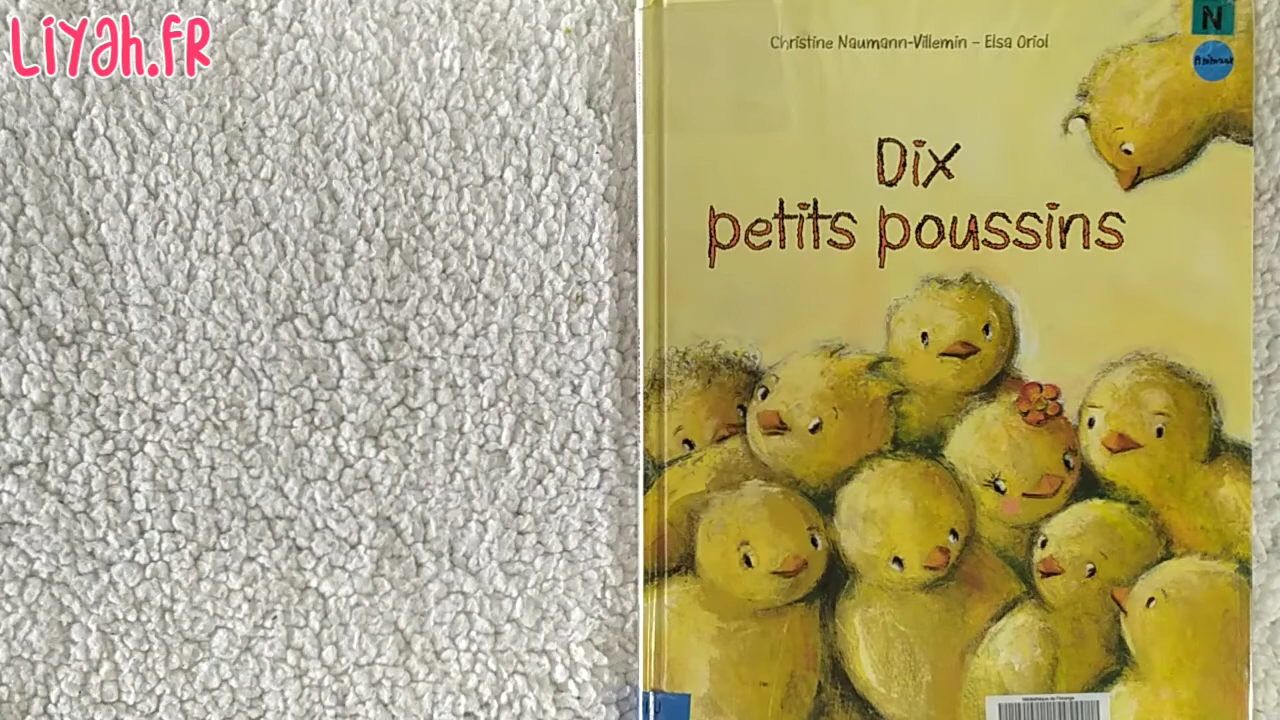 LiYah.FR
N
Christine Naumann-Villemin – Elsa Oriol
Dix
petits poussins